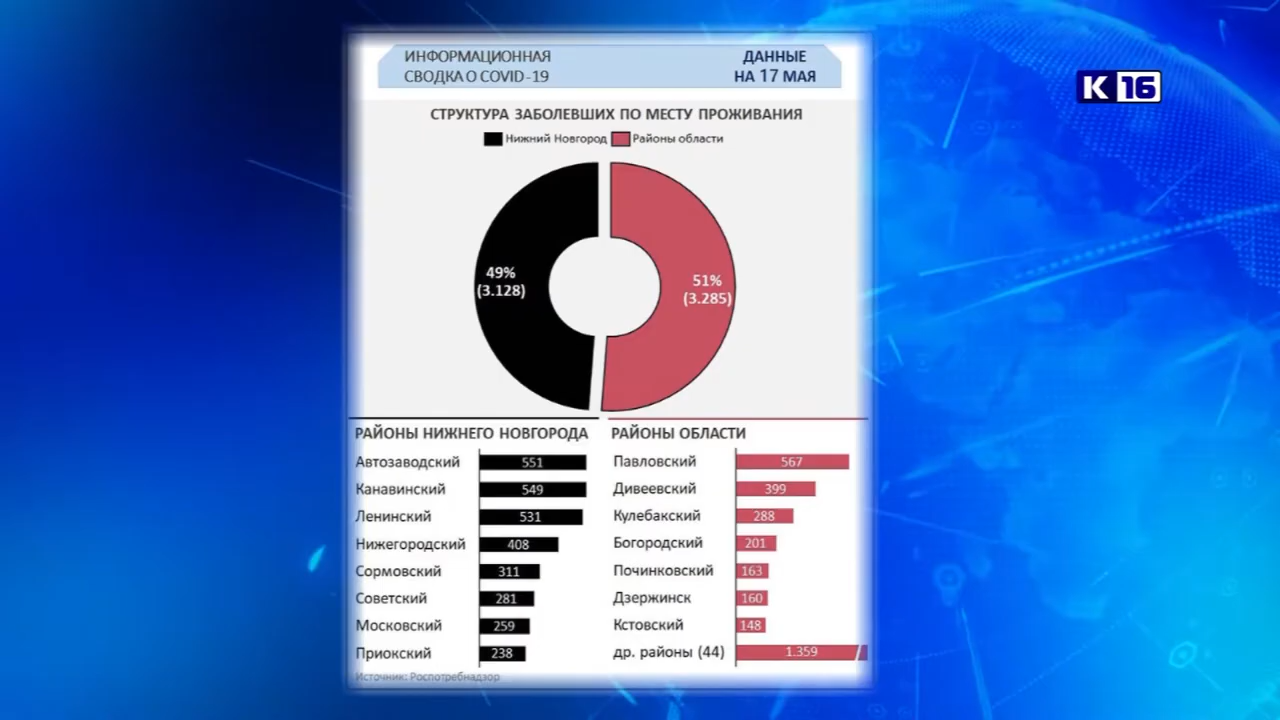 ИНФОРМАЦИОННАЯ
СВОДКА О COVID-19
ДАННЫЕ
НА 17 МАЯ
К 16
СТРУКТУРА ЗАБОЛЕВШИХ ПО МЕСТУ ПРОЖИВАНИЯ
Нижний Новгород Районы области
49%
(3.128)
51%
(3.285)
РАЙОНЫ НИЖНЕГО НОВГОРОДА
Автозаводский 551
Канавинский 549
Ленинский 531
Нижегородский 408
Сормовский 311
Советский 281
Московский 259
Приокский 238
РАЙОНЫ ОБЛАСТИ
Павловский 567
Дивеевский 399
Кулебакский 288
Богородский 201
Починковский 163
Дзержинск 160
Кстовский 148
др. районы (44) 1.359
Источник: Роспотребнадзор